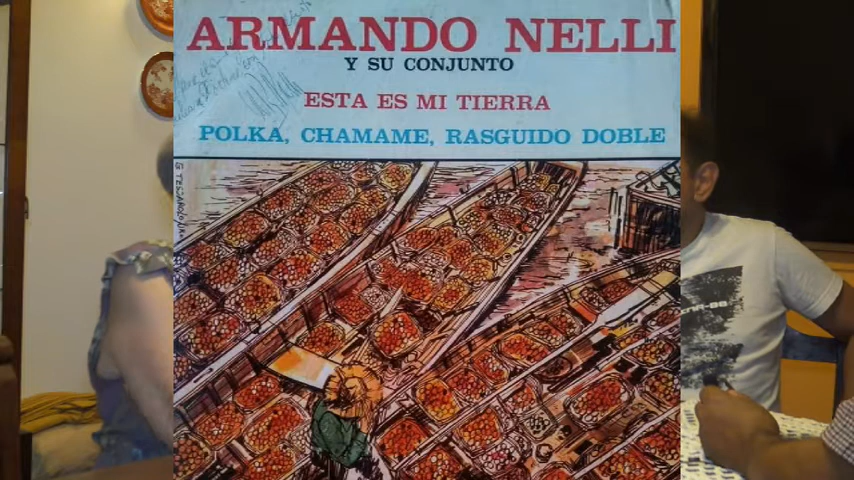 ARMANDO NELLI
Y SU CONJUNTO
ESTA ES MI TIERRA
POLKA, CHAMAME, RASGUIDO DOBLE